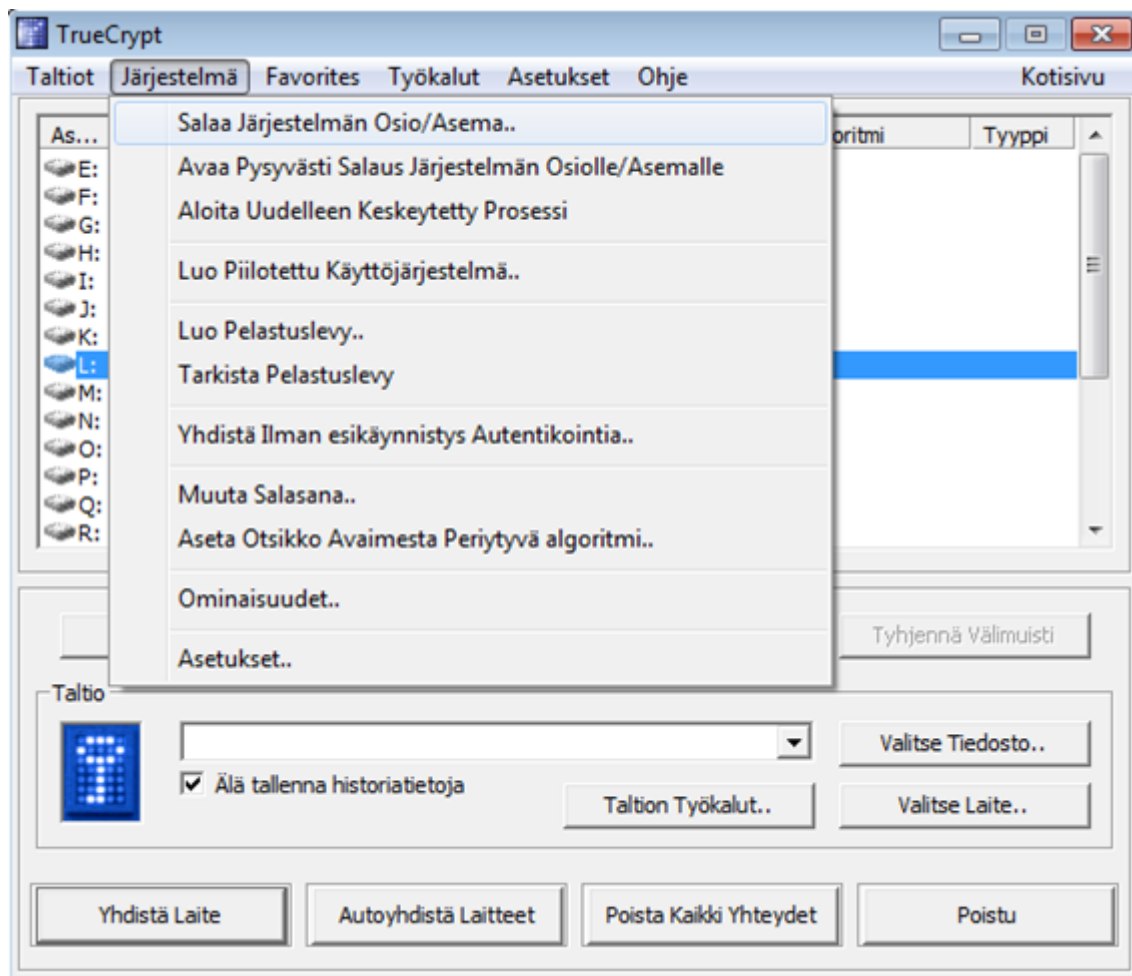 TrueCrypt
Taltiot Järjestelmä Favorites Työkalut Asetukset Ohje Kotisivu
As... oritmi Tyyppi
Salaa Järjestelmän Osio/Asema..
E: Avaa Pysyvästi Salaus Järjestelmän Osiolle/Asemalle
F:
G: Aloita Uudelleen Keskeytetty Prosessi
H:
I: Luo Piilotettu Käyttöjärjestelmä..
J:
K: Luo Pelastuslevy..
L:
M: Tarkista Pelastuslevy
N: Yhdistä Ilman esikäynnistys Autentikointia..
O:
P:
Q: Muuta Salasana..
R: Aseta Otsikko Avaimesta Periytyvä algoritmi..
Ominaisuudet..
Tyhjennä Välimuisti
Asetukset..
Taltio
Valitse Tiedosto..
Älä tallenna historiatietoja
Taltion Työkalut.. Valitse Laite..
Yhdistä Laite Autoyhdistä Laitteet Poista Kaikki Yhteydet Poistu